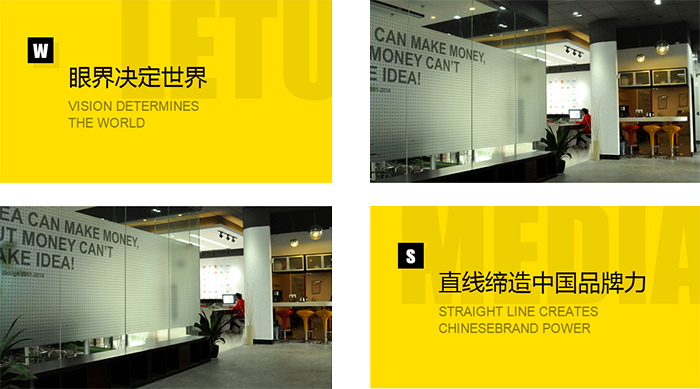 LETU
W
眼界决定世界
VISION DETERMINES
THE WORLD
CAN MAKE MONEY,
MONEY CAN'T
KE IDEA!
EA CAN MAKE MONEY,
UT MONEY CAN'T
AKE IDEA!
MEDIA
S
直线缔造中国品牌力
STRAIGHT LINE CREATES
CHINESEBRAND POWER